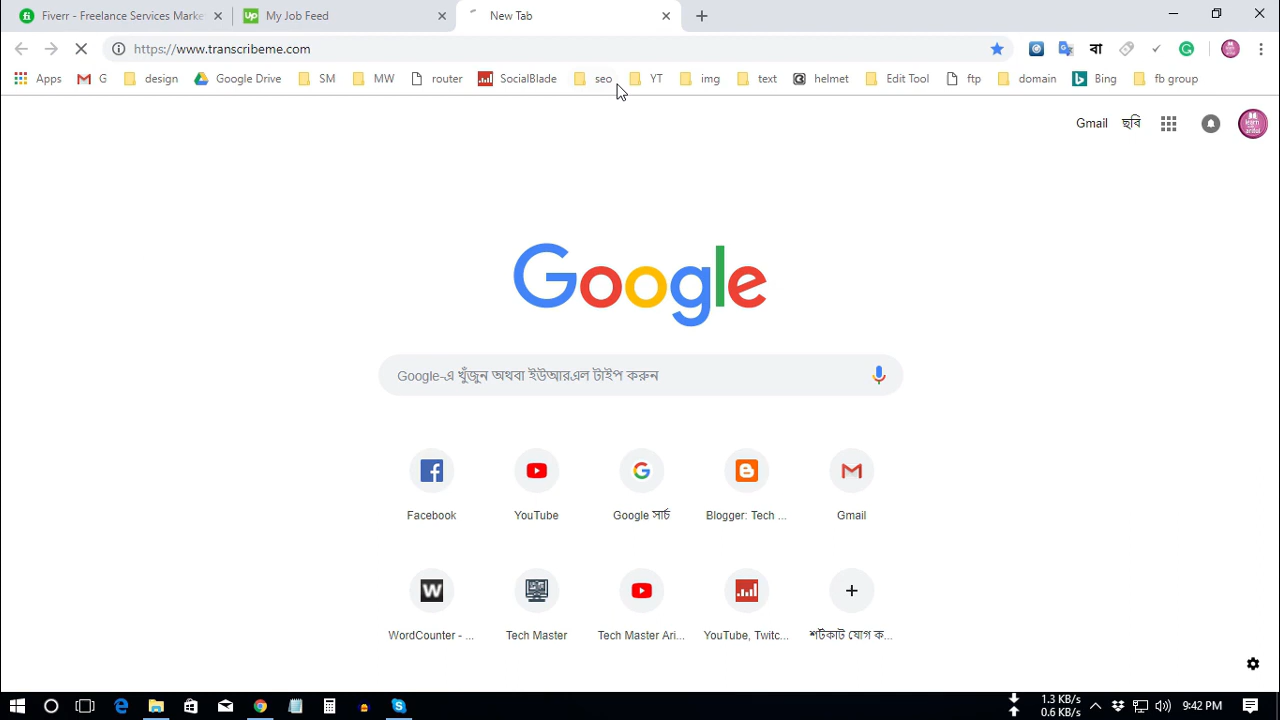 Fiverr - Freelance Services Marke
My Job Feed
New Tab
https://www.transcribeme.com
বা
Apps
G
design
Google Drive
SM
MW
router
SocialBlade
seo
YT
img
text
helmet
Edit Tool
ftp
domain
Bing
fb group
Gmail
ছবি
Google
Google-এ খুঁজুন অথবা ইউআরএল টাইপ করুন
Facebook
YouTube
Google সার্চ
Blogger: Tech ...
Gmail
WordCounter - ...
Tech Master
Tech Master Ari...
YouTube, Twitc...
শর্টকাট যোগ ক...
1.3 KB/s
0.6 KB/s
9:42 PM